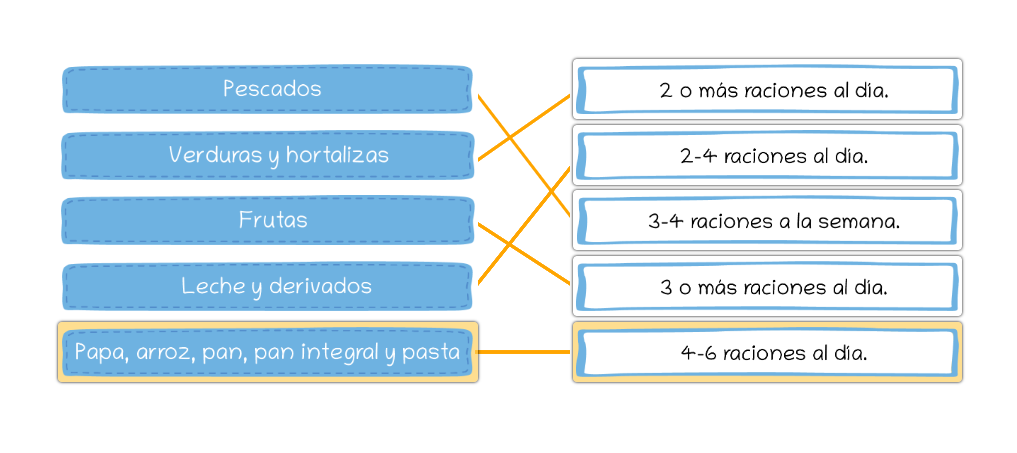 Pescados
2 o más raciones al día.
Verduras y hortalizas
2-4 raciones al día.
Frutas
3-4 raciones a la semana.
Leche y derivados
3 o más raciones al día.
Papa, arroz, pan, pan integral y pasta
4-6 raciones al día.